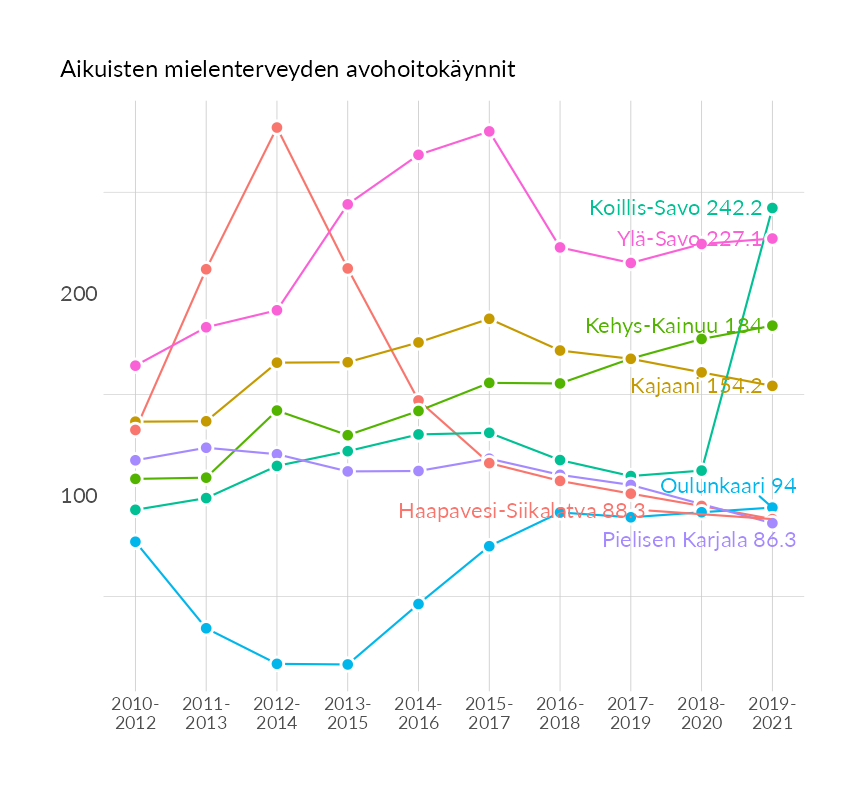 Aikuisten mielenterveyden avohoitokäynnit
Koillis-Savo 242.2
Ylä-Savo 227.1
200
Kehys-Kainuu 184
Kajaani 154.2
Oulunkaari 94
100
Haapavesi-Siikalatva 88.3
Pielisen Karjala 86.3
2010- 2011- 2012- 2013- 2014- 2015- 2016- 2017- 2018- 2019-
2012 2013 2014 2015 2016 2017 2018 2019 2020 2021